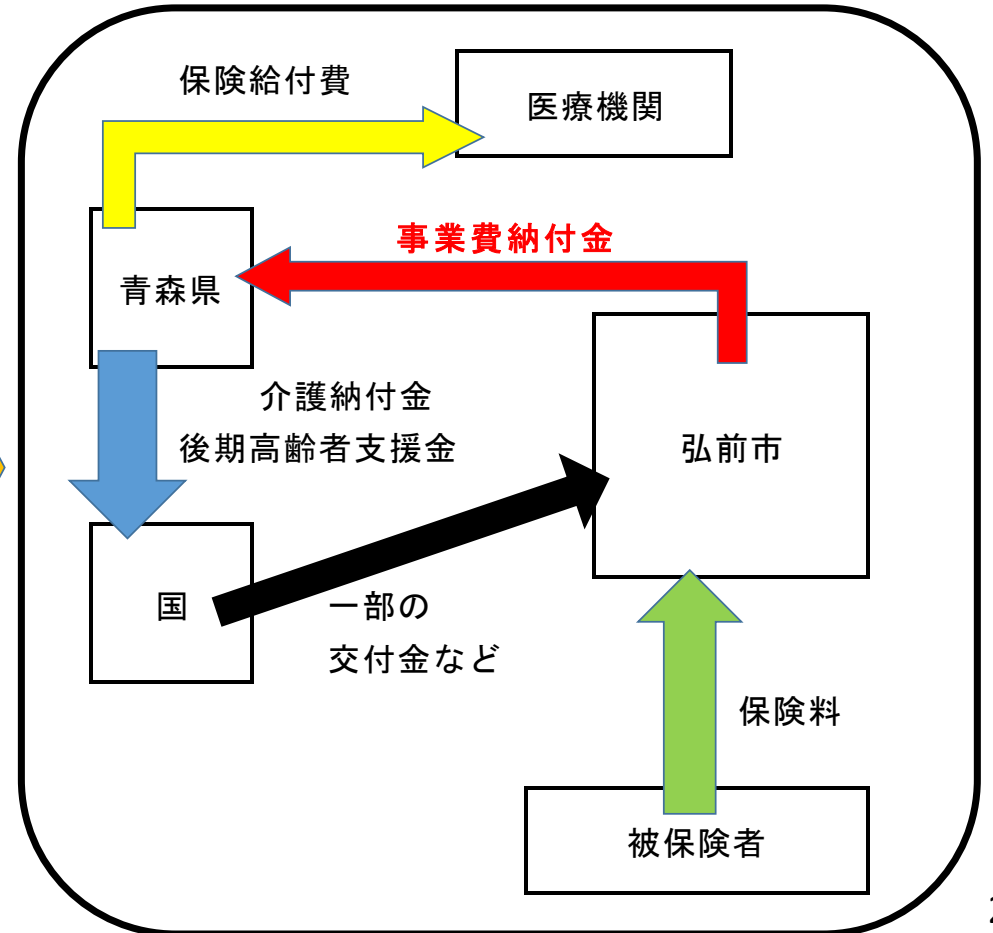 保険給付費
医療機関
事業費納付金
青森県
介護納付金
後期高齢者支援金
弘前市
国
一部の
交付金など
保険料
被保険者